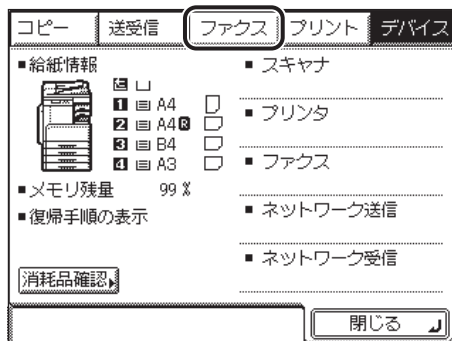 コピー 送受信 ファクス プリント デバイス
■給紙情報
1 A4
2 A4R
3 B4
4 A3
■メモリ残量 99 %
■復帰手順の表示
消耗品確認
■スキャナ
■プリンタ
■ファクス
■ネットワーク送信
■ネットワーク受信
閉じる